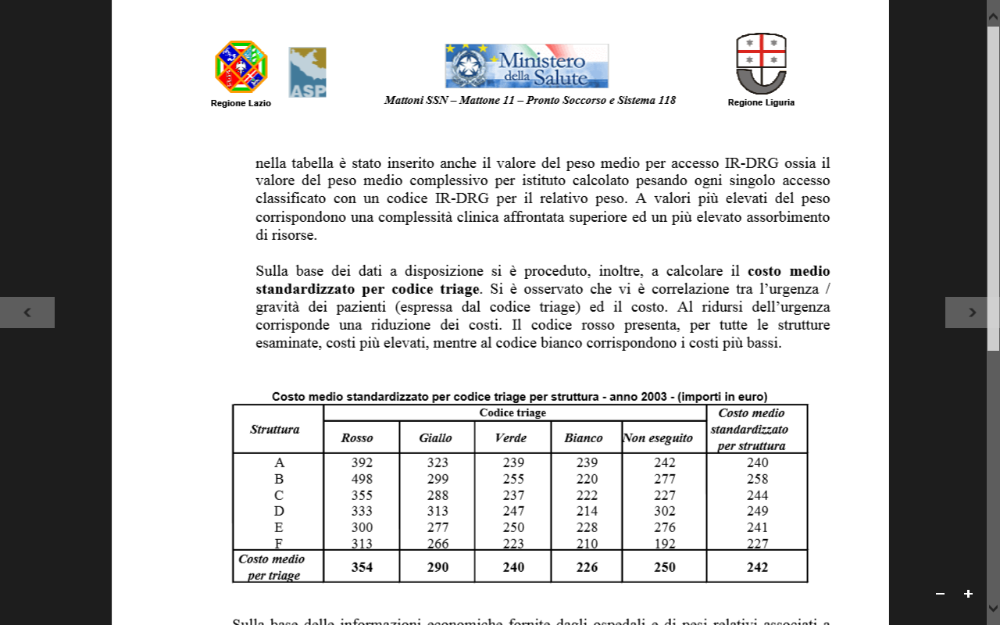 Ministero
della Salute
ASP
Regione Lazio
Mattoni SSN – Mattone 11 – Pronto Soccorso e Sistema 118
Regione Liguria
nella tabella è stato inserito anche il valore del peso medio per accesso IR-DRG ossia il
valore del peso medio complessivo per istituto calcolato pesando ogni singolo accesso
classificato con un codice IR-DRG per il relativo peso. A valori più elevati del peso
corrispondono una complessità clinica affrontata superiore ed un più elevato assorbimento
di risorse.
Sulla base dei dati a disposizione si è proceduto, inoltre, a calcolare il costo medio
standardizzato per codice triage. Si è osservato che vi è correlazione tra l’urgenza /
gravità dei pazienti (espressa dal codice triage) ed il costo. Al ridursi dell’urgenza
corrisponde una riduzione dei costi. Il codice rosso presenta, per tutte le strutture
esaminate, costi più elevati, mentre al codice bianco corrispondono i costi più bassi.
Costo medio standardizzato per codice triage per struttura - anno 2003 - (importi in euro)
Struttura
Codice triage
Costo medio
standardizzato
per struttura
Rosso Giallo Verde Bianco Non eseguito
A 392 323 239 239 242 240
B 498 299 255 220 277 258
C 355 288 237 222 227 244
D 333 313 247 214 302 249
E 300 277 250 228 276 241
F 313 266 223 210 192 227
Costo medio
per triage
354 290 240 226 250 242
Sulla base delle informazioni economiche fornite dagli ospedali e di pesi relativi associati a